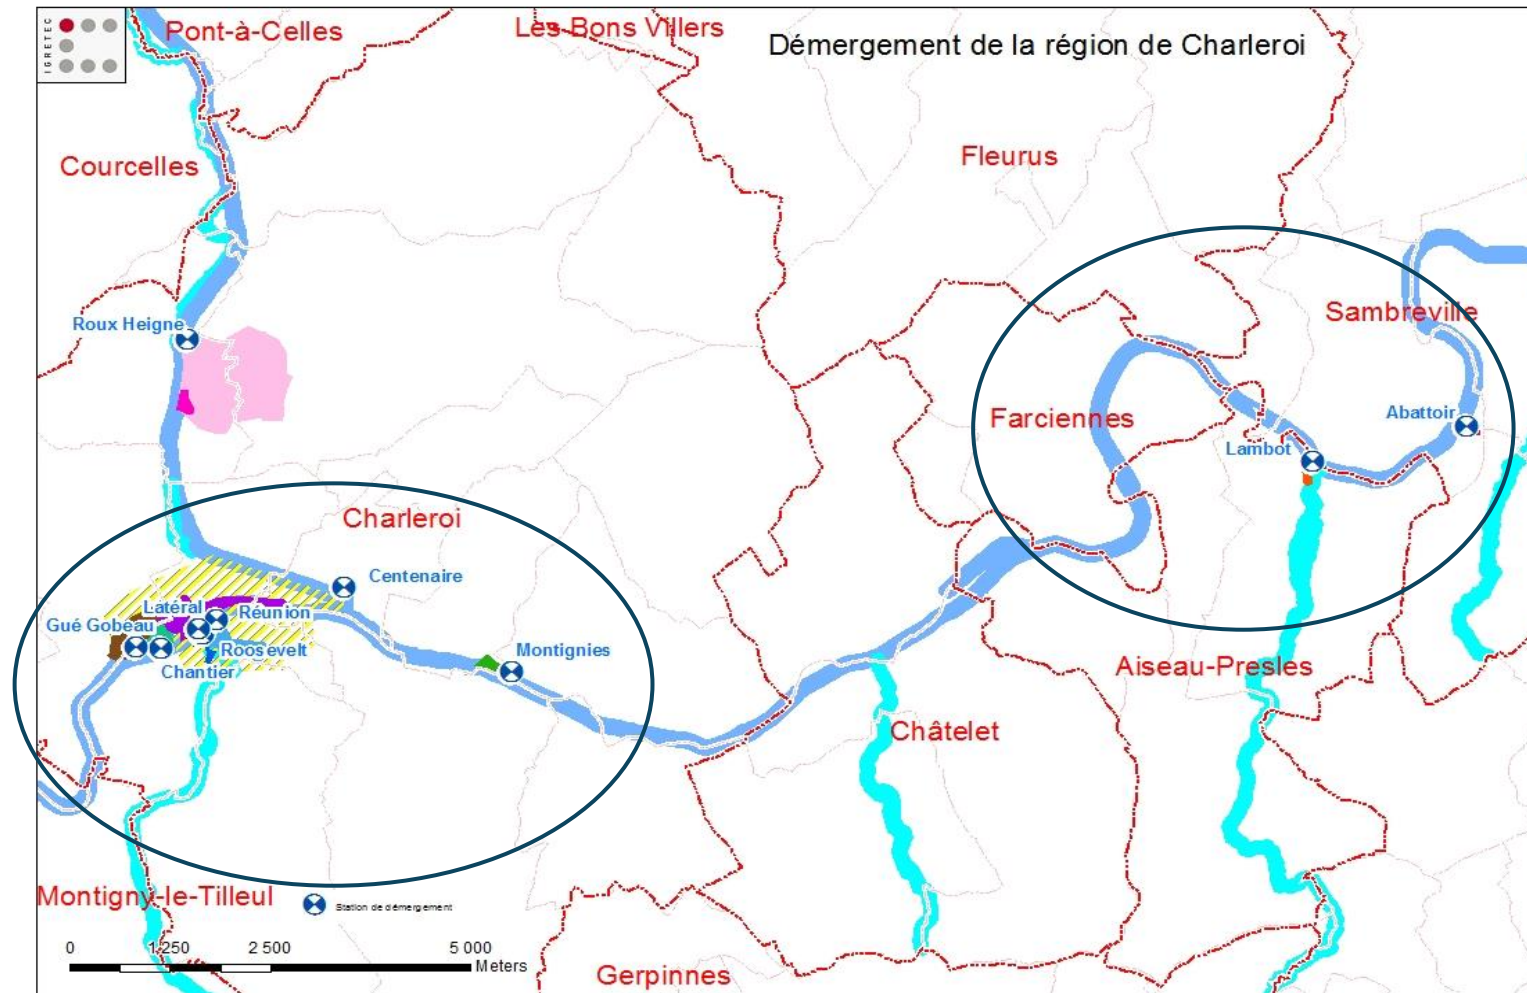 IGRETEC
Pont-à-Celles
Les Bons Villers
Démergement de la région de Charleroi
Courcelles
Fleurus
Roux Heigne
Sambreville
Farciennes
Abattoir
Lambot
Charleroi
Centenaire
Latéral
Réunion
Gué Gobeau
Roosevelt
Chantier
Montignies
Aiseau-Presles
Châtelet
Montigny-le-Tilleul
Station de démergement
0 1 250 2 500 5 000
Meters
Gerpinnes